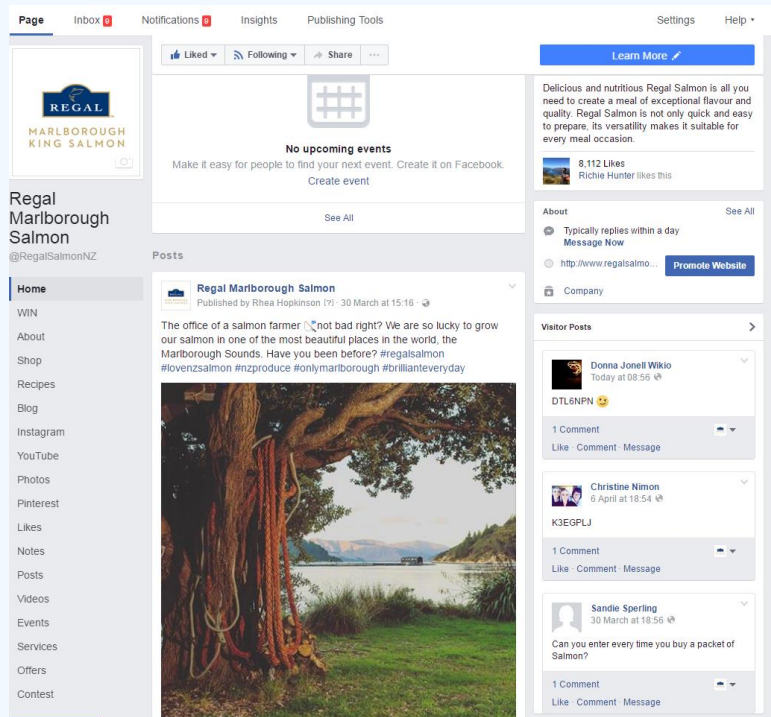 Page
Inbox 9
Notifications 9
Insights
Publishing Tools
Settings
Help
REGAL
MARLBOROUGH
KING SALMON
Regal
Marlborough
Salmon
@RegalSalmonNZ
Home
WIN
About
Shop
Recipes
Blog
Instagram
YouTube
Photos
Pinterest
Likes
Notes
Posts
Videos
Events
Services
Offers
Contest
Liked
Following
Share
...
No upcoming events
Make it easy for people to find your next event. Create it on Facebook.
Create event
See All
Posts
Regal Marlborough Salmon
Published by Rhea Hopkinson [?] · 30 March at 15:16 ·
The office of a salmon farmer 🎣not bad right? We are so lucky to grow
our salmon in one of the most beautiful places in the world, the
Marlborough Sounds. Have you been before? #regalsalmon
#lovenzsalmon #nzproduce #onlymarlborough #brillianteveryday
Learn More
Delicious and nutritious Regal Salmon is all you
need to create a meal of exceptional flavour and
quality. Regal Salmon is not only quick and easy
to prepare, its versatility makes it suitable for
every meal occasion.
8,112 Likes
Richie Hunter likes this
About
See All
Typically replies within a day
Message Now
http://www.regalsalmo...
Promote Website
Company
Visitor Posts
Donna Jonell Wikio
Today at 08:56
DTL6NPN 😉
1 Comment
Like · Comment · Message
Christine Nimon
6 April at 18:54
K3EGPLJ
1 Comment
Like · Comment · Message
Sandie Sperling
30 March at 18:56
Can you enter every time you buy a packet of
Salmon?
1 Comment
Like · Comment · Message